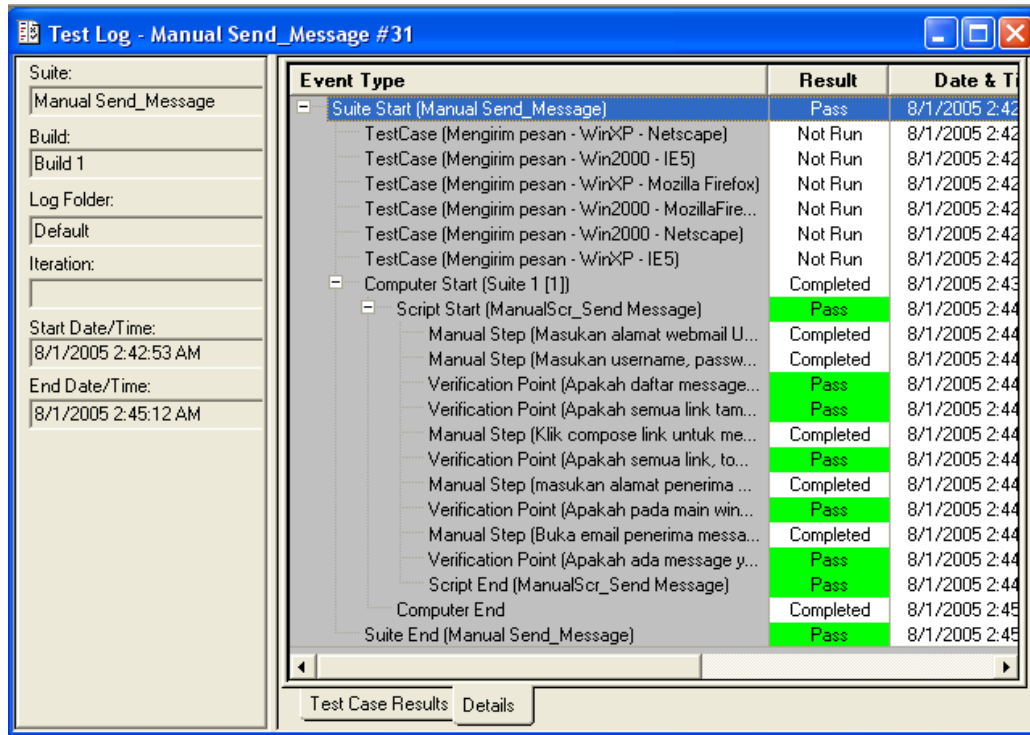 Test Log - Manual Send_Message #31
Suite:
Manual Send_Message
Build:
Build 1
Log Folder:
Default
Iteration:
Start Date/Time:
8/1/2005 2:42:53 AM
End Date/Time:
8/1/2005 2:45:12 AM
Event Type Result Date & Ti
Suite Start (Manual Send_Message) Pass 8/1/2005 2:42
TestCase (Mengirim pesan - WinXP - Netscape) Not Run 8/1/2005 2:42
TestCase (Mengirim pesan - Win2000 - IE5) Not Run 8/1/2005 2:42
TestCase (Mengirim pesan - WinXP - Mozilla Firefox) Not Run 8/1/2005 2:42
TestCase (Mengirim pesan - Win2000 - MozillaFire... Not Run 8/1/2005 2:42
TestCase (Mengirim pesan - Win2000 - Netscape) Not Run 8/1/2005 2:42
TestCase (Mengirim pesan - WinXP - IE5) Not Run 8/1/2005 2:42
Computer Start (Suite 1 [1]) Completed 8/1/2005 2:43
Script Start (ManualScr_Send Message) Pass 8/1/2005 2:44
Manual Step (Masukan alamat webmail U... Completed 8/1/2005 2:44
Manual Step (Masukan username, passw... Completed 8/1/2005 2:44
Verification Point (Apakah daftar message... Pass 8/1/2005 2:44
Verification Point (Apakah semua link tam... Pass 8/1/2005 2:44
Manual Step (Klik compose link untuk me... Completed 8/1/2005 2:44
Verification Point (Apakah semua link, to... Pass 8/1/2005 2:44
Manual Step (masukan alamat penerima ... Completed 8/1/2005 2:44
Verification Point (Apakah pada main win... Pass 8/1/2005 2:44
Manual Step (Buka email penerima messa... Completed 8/1/2005 2:44
Verification Point (Apakah ada message y... Pass 8/1/2005 2:44
Script End (ManualScr_Send Message) Pass 8/1/2005 2:44
Computer End Completed 8/1/2005 2:45
Suite End (Manual Send_Message) Pass 8/1/2005 2:45
Test Case Results Details